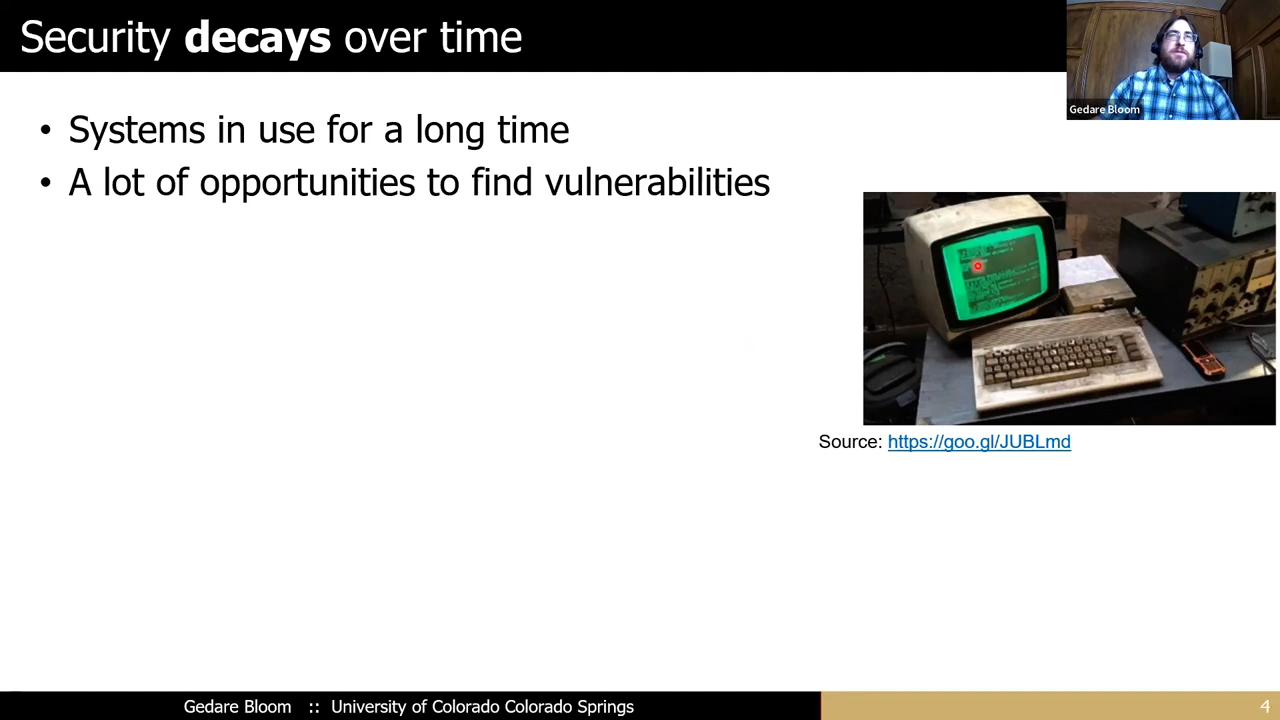 Security decays over time
Gedare Bloom
• Systems in use for a long time
• A lot of opportunities to find vulnerabilities
Source: https://goo.gl/JUBLmd
Gedare Bloom :: University of Colorado Colorado Springs
4